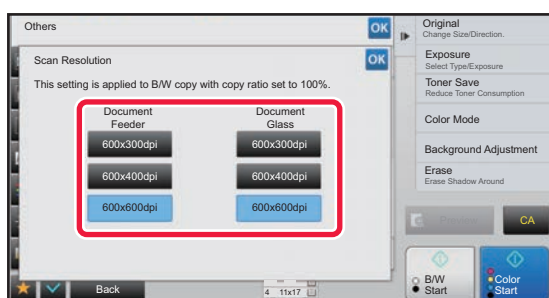 Others
OK
Scan Resolution
OK
This setting is applied to B/W copy with copy ratio set to 100%.
Document
Feeder
Document
Glass
600x300dpi
600x300dpi
600x400dpi
600x400dpi
600x600dpi
600x600dpi
Back
4 11x17
Original
Change Size/Direction.
Exposure
Select Type/Exposure
Toner Save
Reduce Toner Consumption
Color Mode
Background Adjustment
Erase
Erase Shadow Around
CA
B/W
Start
Color
Start